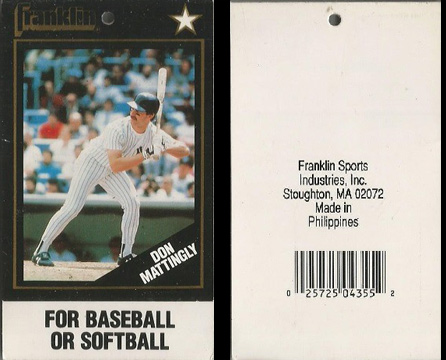 Franklin
DON
MATTINGLY
FOR BASEBALL
OR SOFTBALL
Franklin Sports
Industries, Inc.
Stoughton, MA 02072
Made in
Philippines
0 25725 04355 2